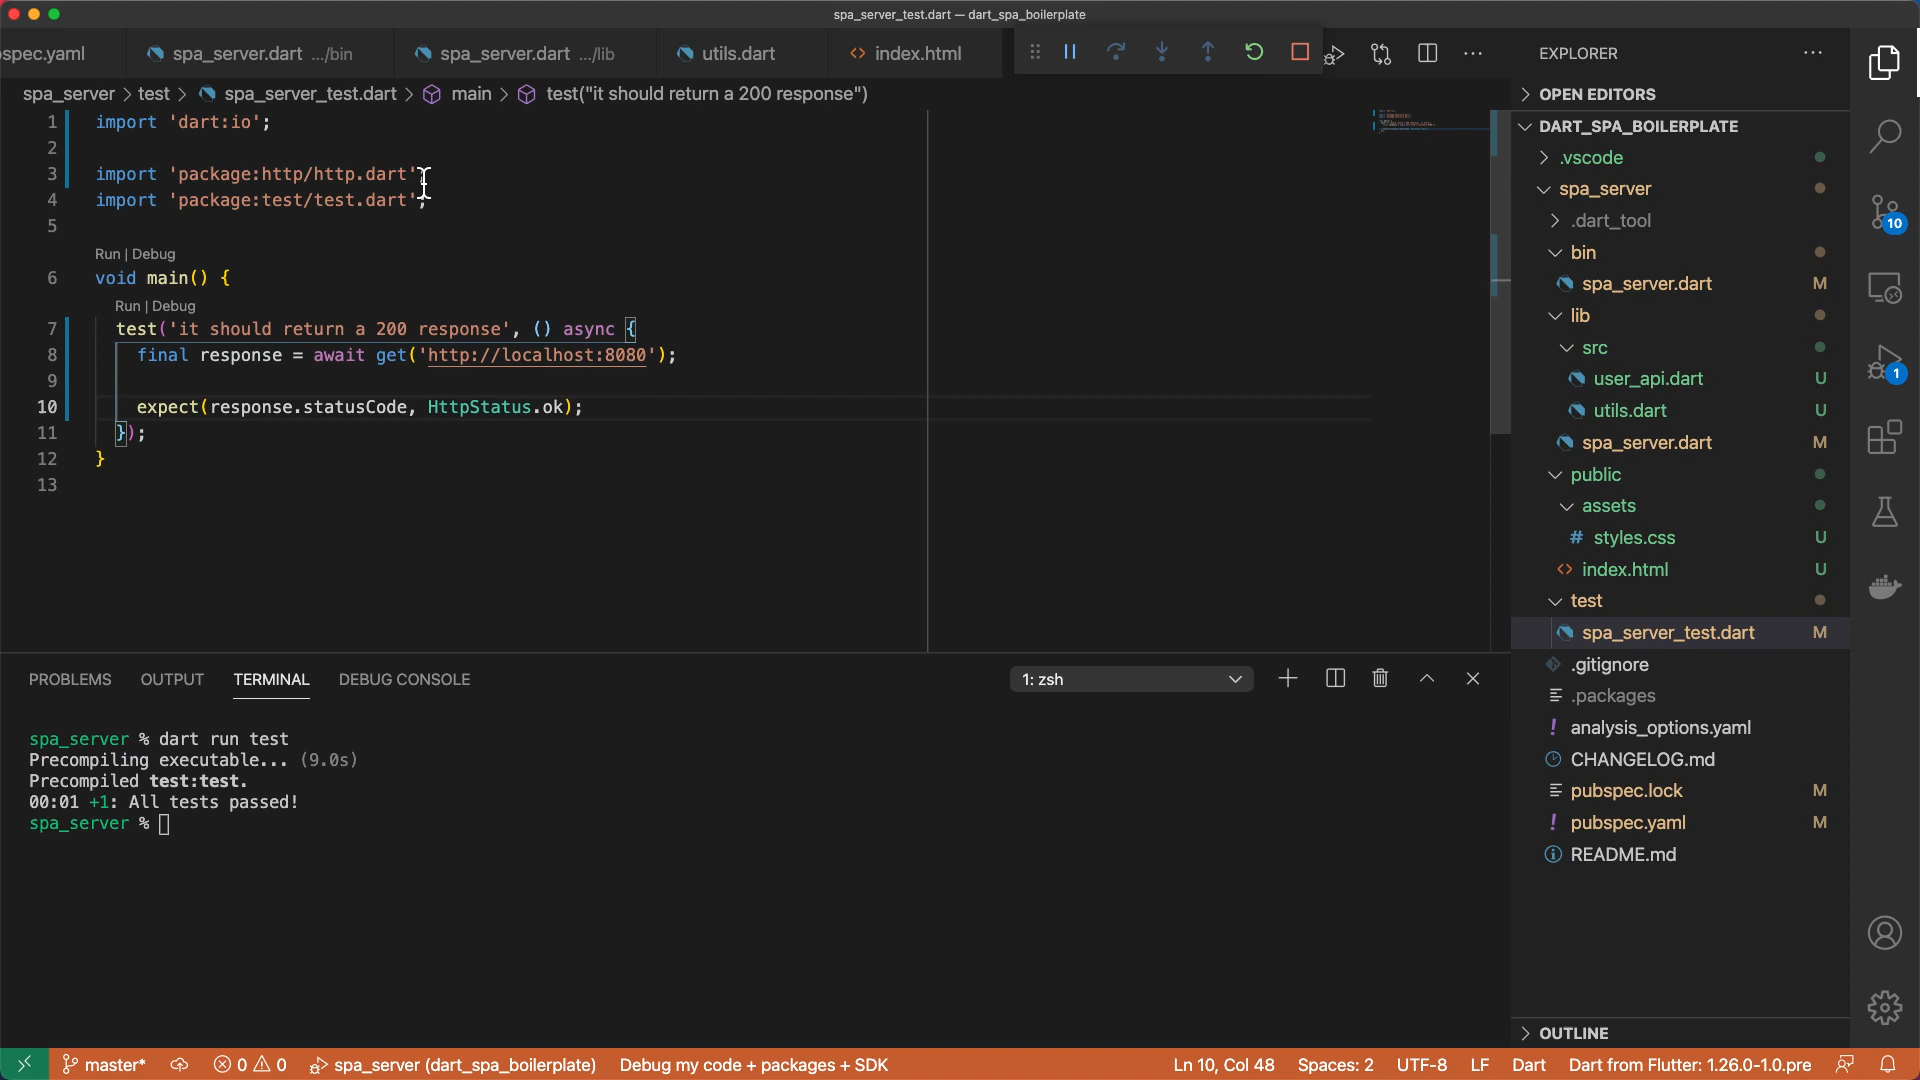 spa_server_test.dart — dart_spa_boilerplate
spec.yaml
spa_server.dart .../bin
spa_server.dart .../lib
utils.dart
index.html
EXPLORER
spa_server > test > spa_server_test.dart > main > test("it should return a 200 response")
OPEN EDITORS
DART_SPA_BOILERPLATE
.vscode
spa_server
.dart_tool
bin
spa_server.dart M
lib
src
user_api.dart U
utils.dart U
spa_server.dart M
public
assets
# styles.css U
index.html U
test
spa_server_test.dart M
.gitignore
.packages
! analysis_options.yaml
CHANGELOG.md
pubspec.lock M
! pubspec.yaml M
README.md
OUTLINE
10
1
1 import 'dart:io';
2
3 import 'package:http/http.dart'
4 import 'package:test/test.dart';
5
Run | Debug
6 void main() {
Run | Debug
7 test('it should return a 200 response', () async {
8 final response = await get('http://localhost:8080');
9
10 expect(response.statusCode, HttpStatus.ok);
11 });
12 }
13
PROBLEMS OUTPUT TERMINAL DEBUG CONSOLE
1: zsh
spa_server % dart run test
Precompiling executable... (9.0s)
Precompiled test:test.
00:01 +1: All tests passed!
spa_server %
master* 0 0 spa_server (dart_spa_boilerplate) Debug my code + packages + SDK Ln 10, Col 48 Spaces: 2 UTF-8 LF Dart Dart from Flutter: 1.26.0-1.0.pre